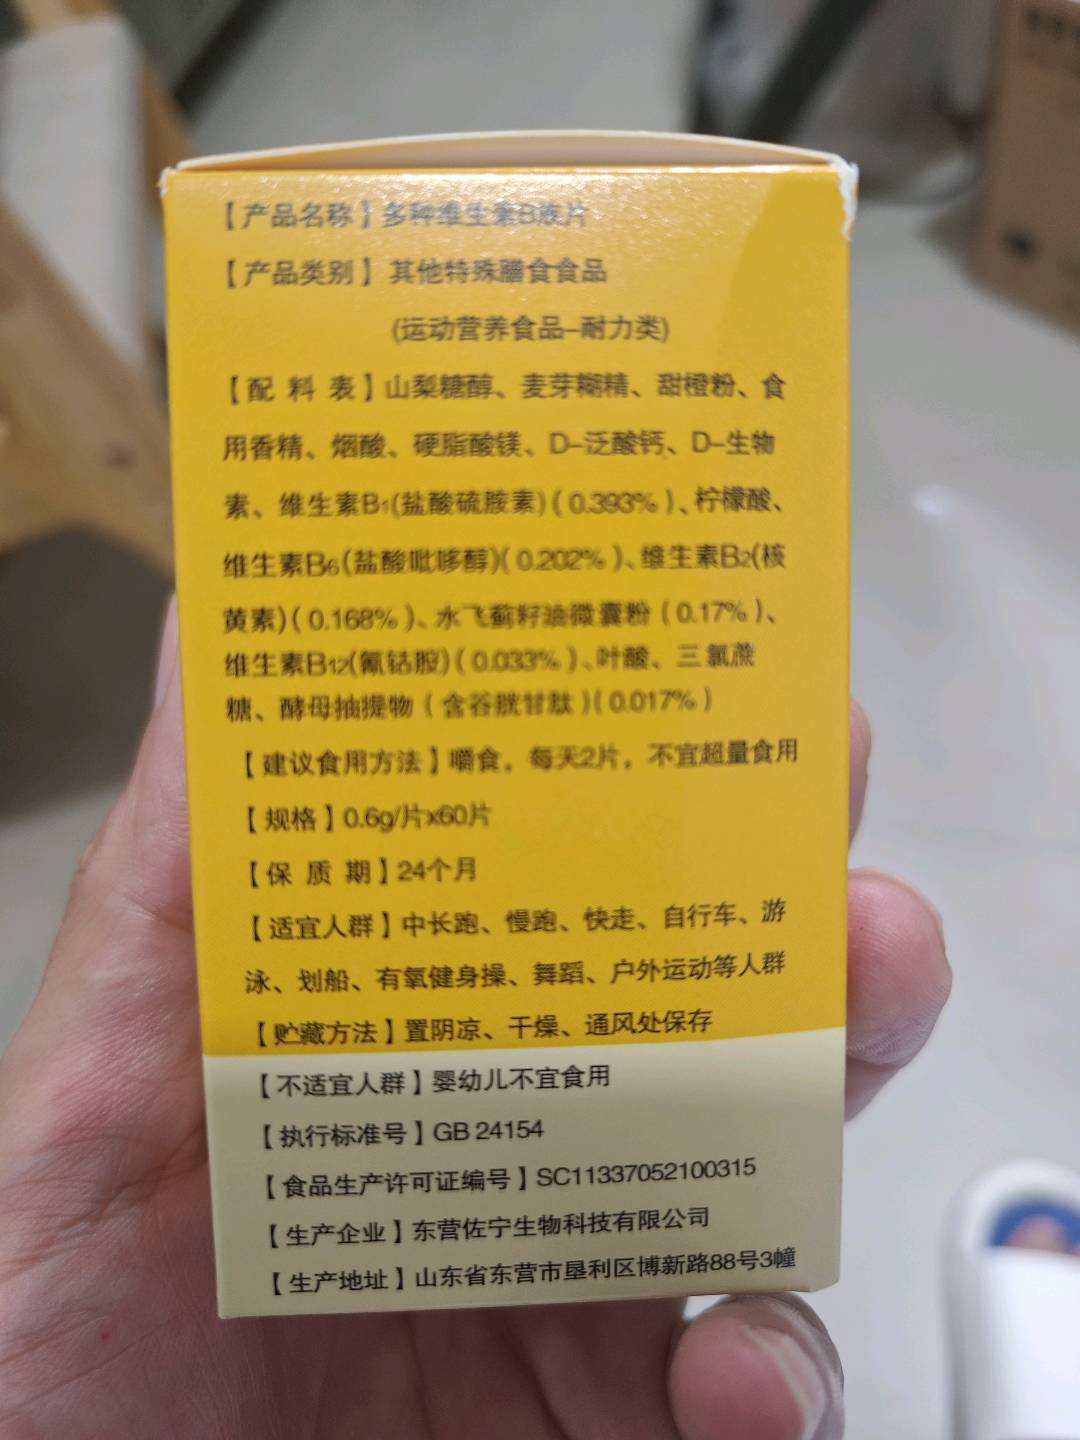 【产品名称】多种维生素B族片
【产品类别】其他特殊膳食食品
(运动营养食品–耐力类)
【配 料 表】山梨糖醇、麦芽糊精、甜橙粉、食
用香精、烟酸、硬脂酸镁、D–泛酸钙、D–生物
素、维生素B1(盐酸硫胺素)(0.393%)、柠檬酸、
维生素B6(盐酸吡哆醇)(0.202%)、维生素B2(核
黄素)(0.168%)、水飞蓟籽油微囊粉(0.17%)、
维生素B12(氰钴胺)(0.033%)、叶酸、三氯蔗
糖、酵母抽提物(含谷胱甘肽)(0.017%)
【建议食用方法】嚼食，每天2片，不宜超量食用
【规格】0.6g/片x60片
【保 质 期】24个月
【适宜人群】中长跑、慢跑、快走、自行车、游
泳、划船、有氧健身操、舞蹈、户外运动等人群
【贮藏方法】置阴凉、干燥、通风处保存
【不适宜人群】婴幼儿不宜食用
【执行标准号】GB 24154
【食品生产许可证编号】SC11337052100315
【生产企业】东营佐宁生物科技有限公司
【生产地址】山东省东营市垦利区博新路88号3幢